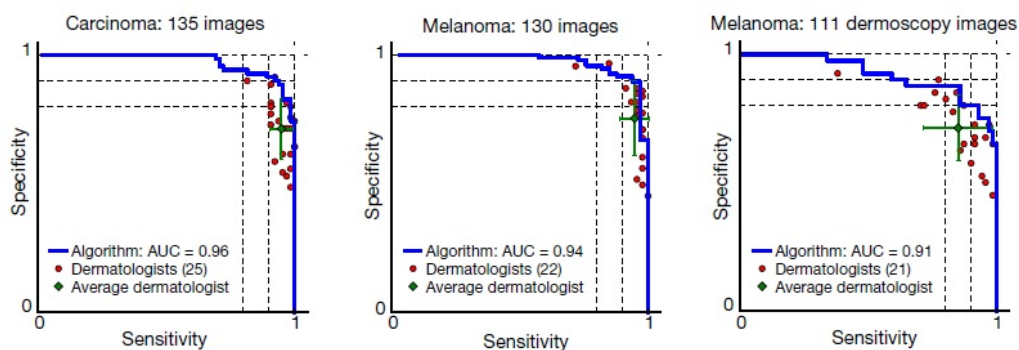 Carcinoma: 135 images
1
Specificity
Algorithm: AUC = 0.96
Dermatologists (25)
Average dermatologist
0
0
1
Sensitivity
Melanoma: 130 images
1
Specificity
Algorithm: AUC = 0.94
Dermatologists (22)
Average dermatologist
0
0
1
Sensitivity
Melanoma: 111 dermoscopy images
1
Specificity
Algorithm: AUC = 0.91
Dermatologists (21)
Average dermatologist
0
0
1
Sensitivity